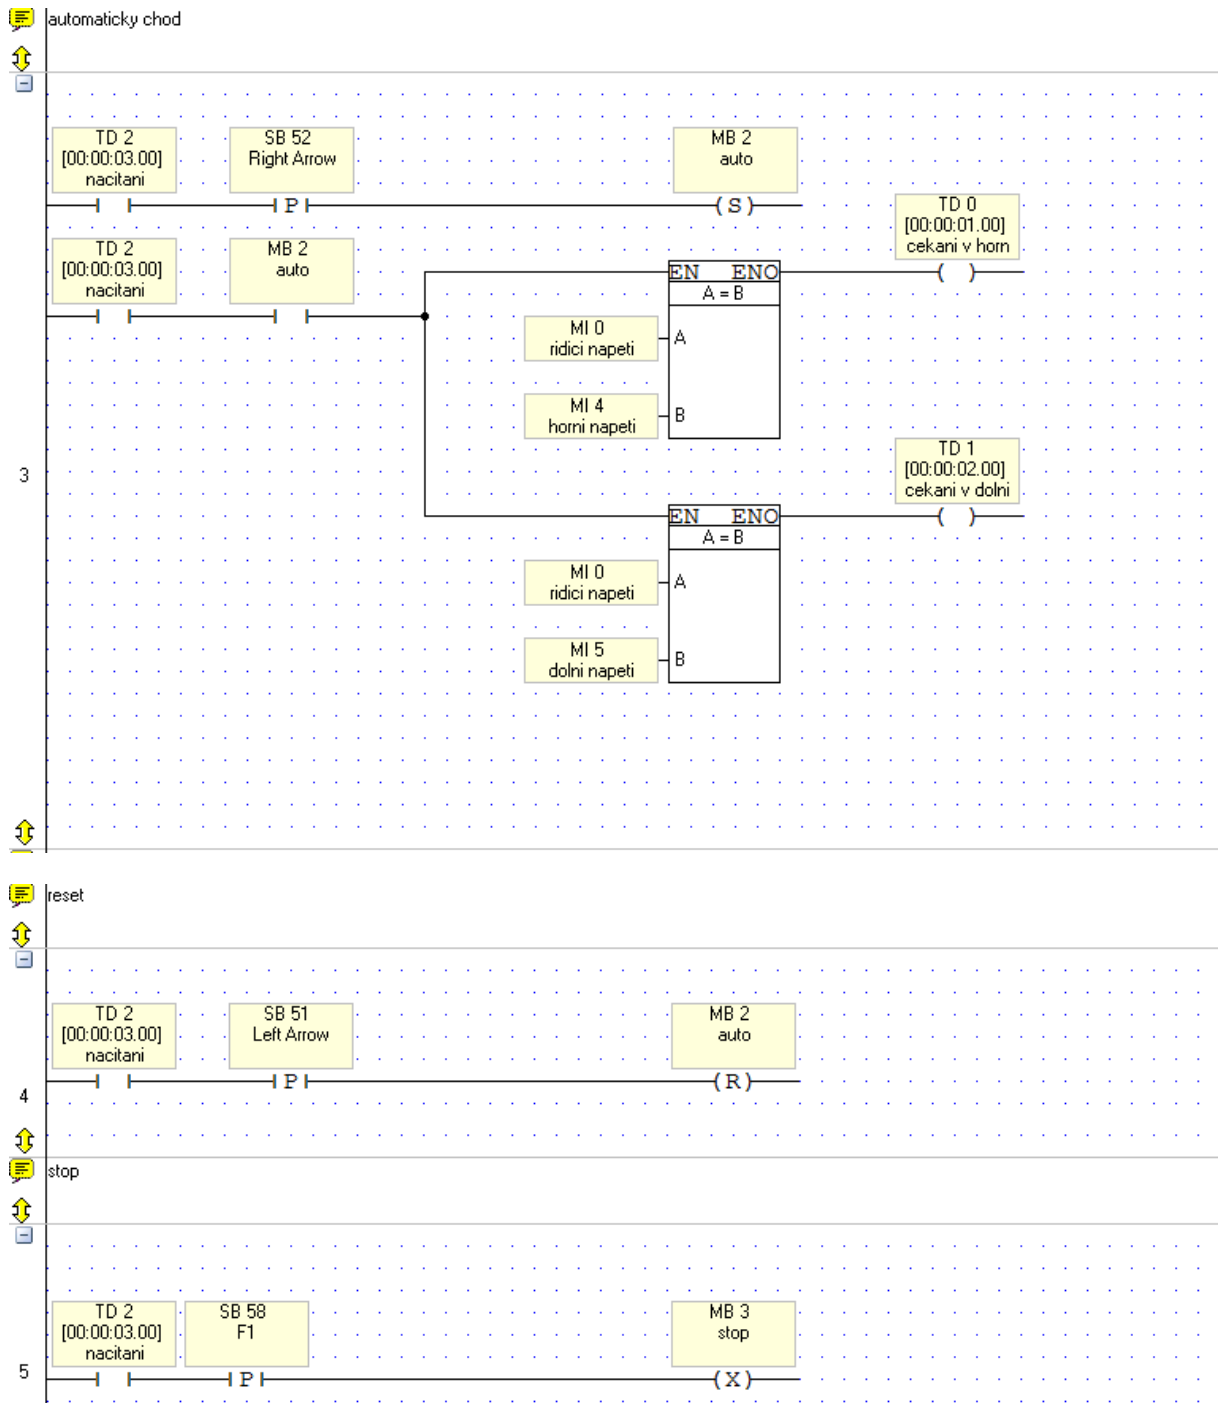 automaticky chod
TD 2
[00:00:03.00]
nacitani
SB 52
Right Arrow
MB 2
auto
P
(S)
TD 0
[00:00:01.00]
cekani v horn
TD 2
[00:00:03.00]
nacitani
MB 2
auto
( )
EN ENO
A = B
MI 0
ridici napeti
A
MI 4
horni napeti
B
3
TD 1
[00:00:02.00]
cekani v dolni
( )
EN ENO
A = B
MI 0
ridici napeti
A
MI 5
dolni napeti
B
reset
TD 2
[00:00:03.00]
nacitani
SB 51
Left Arrow
MB 2
auto
P
(R)
4
stop
TD 2
[00:00:03.00]
nacitani
SB 58
F1
MB 3
stop
5
P
(X)